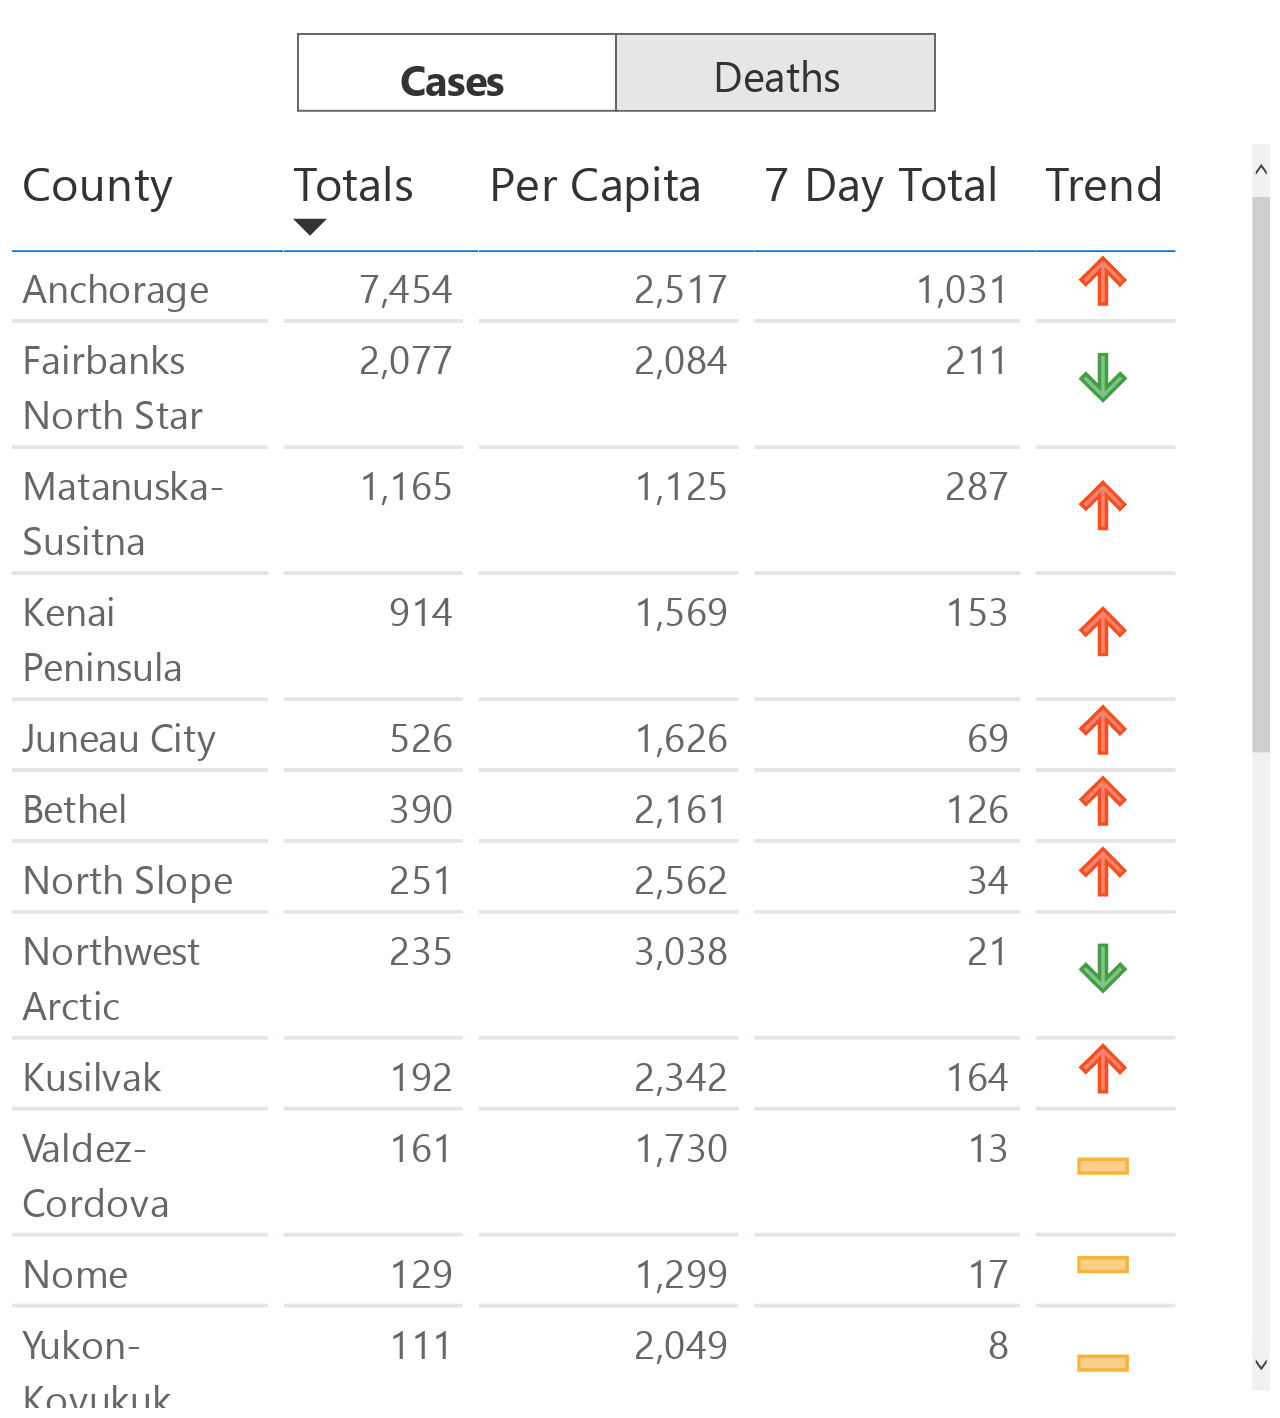 Cases Deaths
County Totals Per Capita 7 Day Total Trend
Anchorage 7,454 2,517 1,031
Fairbanks 2,077 2,084 211
North Star
Matanuska- 1,165 1,125 287
Susitna
Kenai 914 1,569 153
Peninsula
Juneau City 526 1,626 69
Bethel 390 2,161 126
North Slope 251 2,562 34
Northwest 235 3,038 21
Arctic
Kusilvak 192 2,342 164
Valdez- 161 1,730 13
Cordova
Nome 129 1,299 17
Yukon- 111 2,049 8
Koyukuk